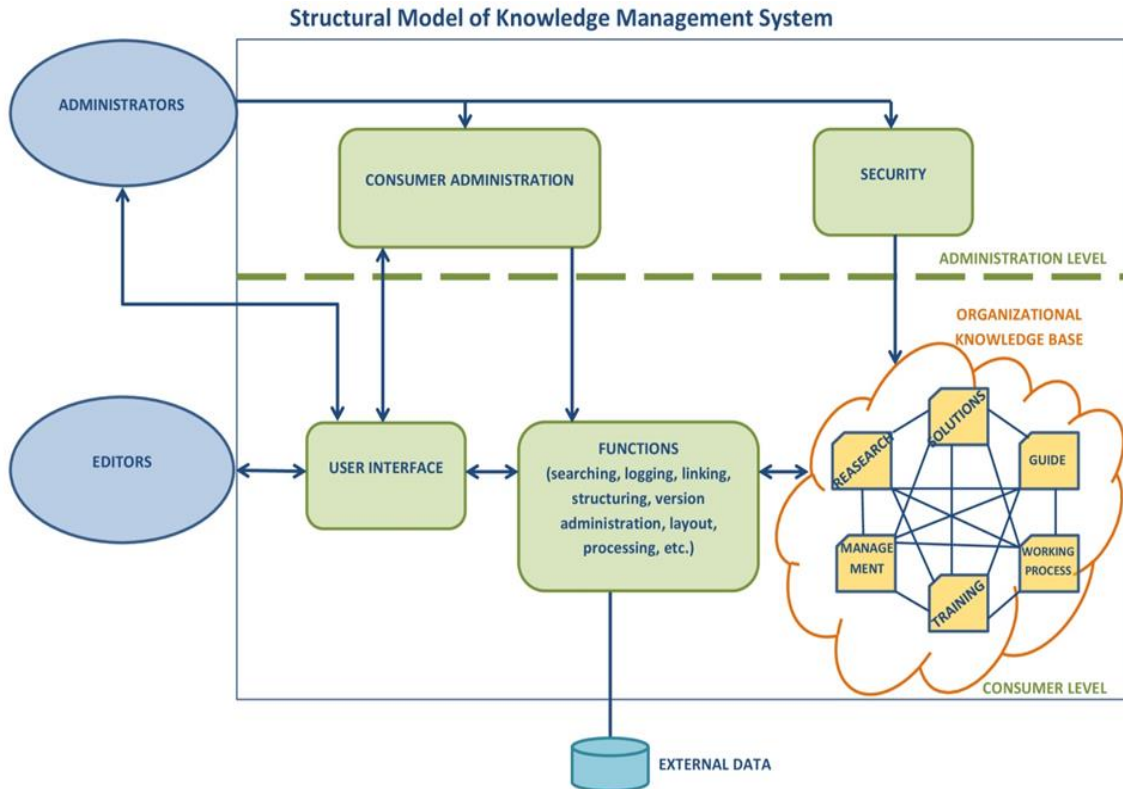 Structural Model of Knowledge Management System
ADMINISTRATORS
CONSUMER ADMINISTRATION
SECURITY
ADMINISTRATION LEVEL
ORGANIZATIONAL
KNOWLEDGE BASE
EDITORS
USER INTERFACE
FUNCTIONS
(searching, logging, linking,
structuring, version
administration, layout,
processing, etc.)
REASEARCH
SOLUTIONS
GUIDE
MANAGE
MENT
TRAINING
WORKING
PROCESS
CONSUMER LEVEL
EXTERNAL DATA